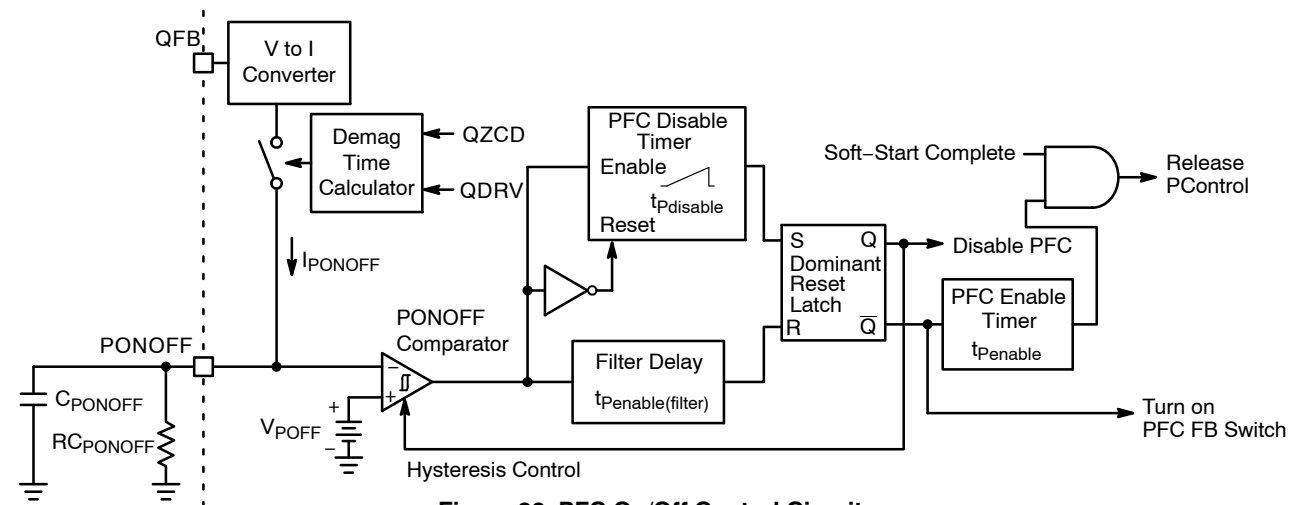 QFB
V to I
Converter
Demag
Time
Calculator
QZCD
QDRV
IPONOFF
PFC Disable
Timer
Enable
tPdisable
Reset
Soft−Start Complete
Release
PControl
S
Q
Dominant
Reset
Latch
R
Q
Disable PFC
PFC Enable
Timer
tPenable
PONOFF
PONOFF
Comparator
−
+
Filter Delay
tPenable(filter)
CPONOFF
RCPONOFF
VPOFF
+
−
Hysteresis Control
Turn on
PFC FB Switch